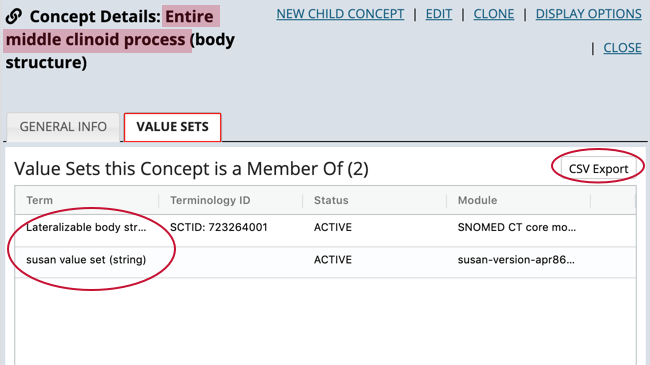 Concept Details: Entire middle clinoid process (body structure)
NEW CHILD CONCEPT | EDIT | CLONE | DISPLAY OPTIONS | CLOSE
GENERAL INFO VALUE SETS
Value Sets this Concept is a Member Of (2) CSV Export
Term Terminology ID Status Module
Lateralizable body str... SCTID: 723264001 ACTIVE SNOMED CT core mo...
susan value set (string) ACTIVE susan-version-apr86...